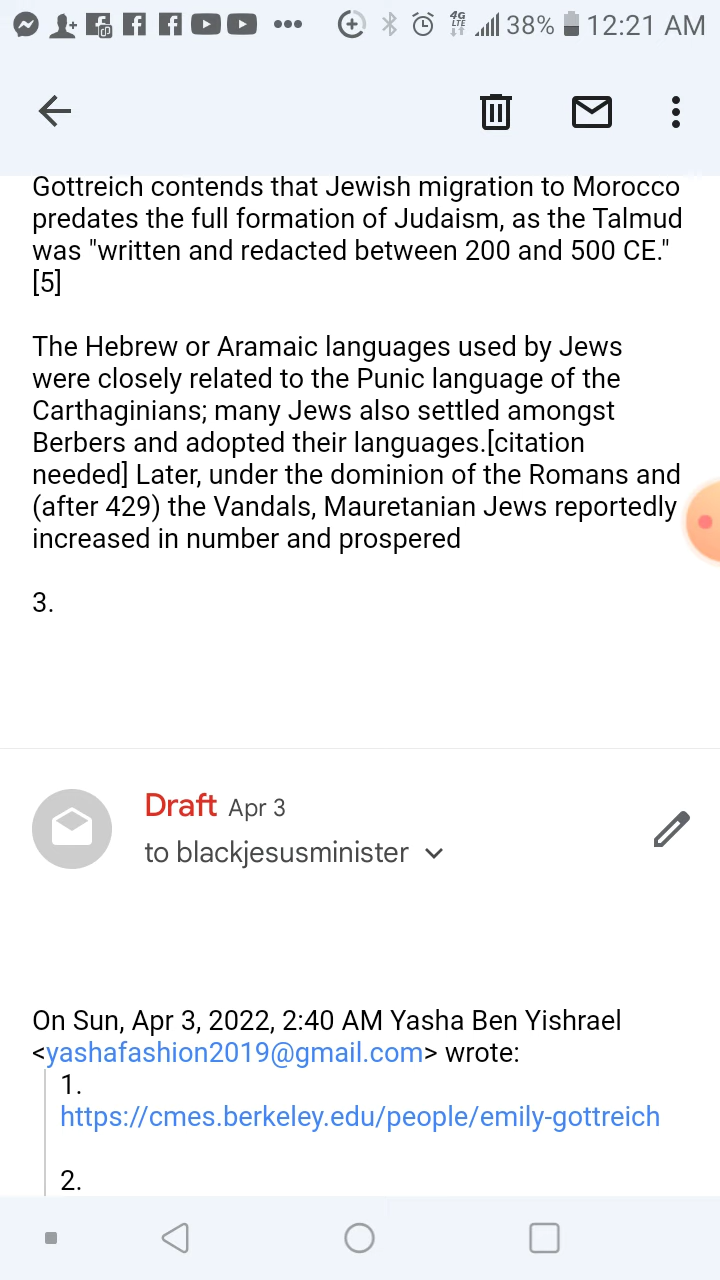 38% 12:21 AM
Gottreich contends that Jewish migration to Morocco
predates the full formation of Judaism, as the Talmud
was "written and redacted between 200 and 500 CE."
[5]
The Hebrew or Aramaic languages used by Jews
were closely related to the Punic language of the
Carthaginians; many Jews also settled amongst
Berbers and adopted their languages.[citation
needed] Later, under the dominion of the Romans and
(after 429) the Vandals, Mauretanian Jews reportedly
increased in number and prospered
3.
Draft Apr 3
to blackjesusminister
On Sun, Apr 3, 2022, 2:40 AM Yasha Ben Yishrael
<yashafashion2019@gmail.com> wrote:
1.
https://cmes.berkeley.edu/people/emily-gottreich
2.